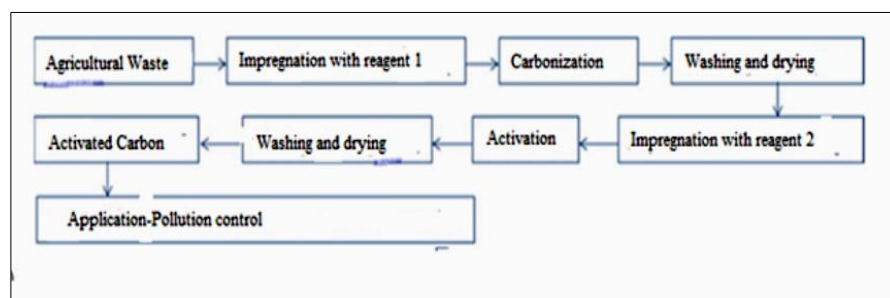 Agricultural Waste
Impregnation with reagent 1
Carbonization
Washing and drying
Activated Carbon
Washing and drying
Activation
Impregnation with reagent 2
Application-Pollution control